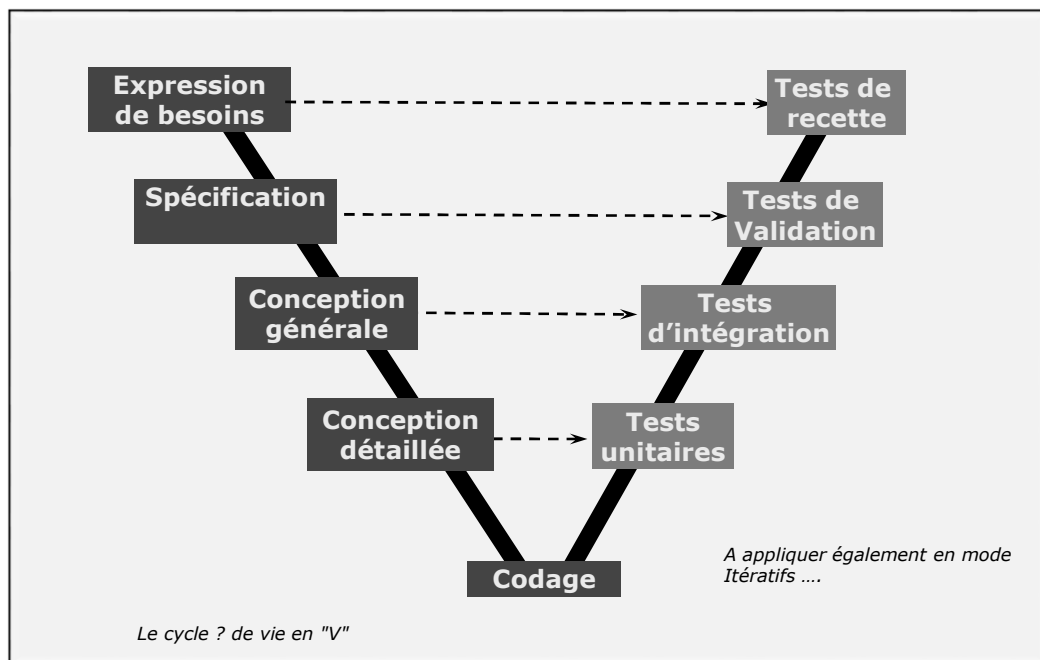 Expression
de besoins
Tests de
recette
Spécification
Tests de
Validation
Conception
générale
Tests
d'intégration
Conception
détaillée
Tests
unitaires
Codage
A appliquer également en mode
Itératifs ....
Le cycle ? de vie en "V"